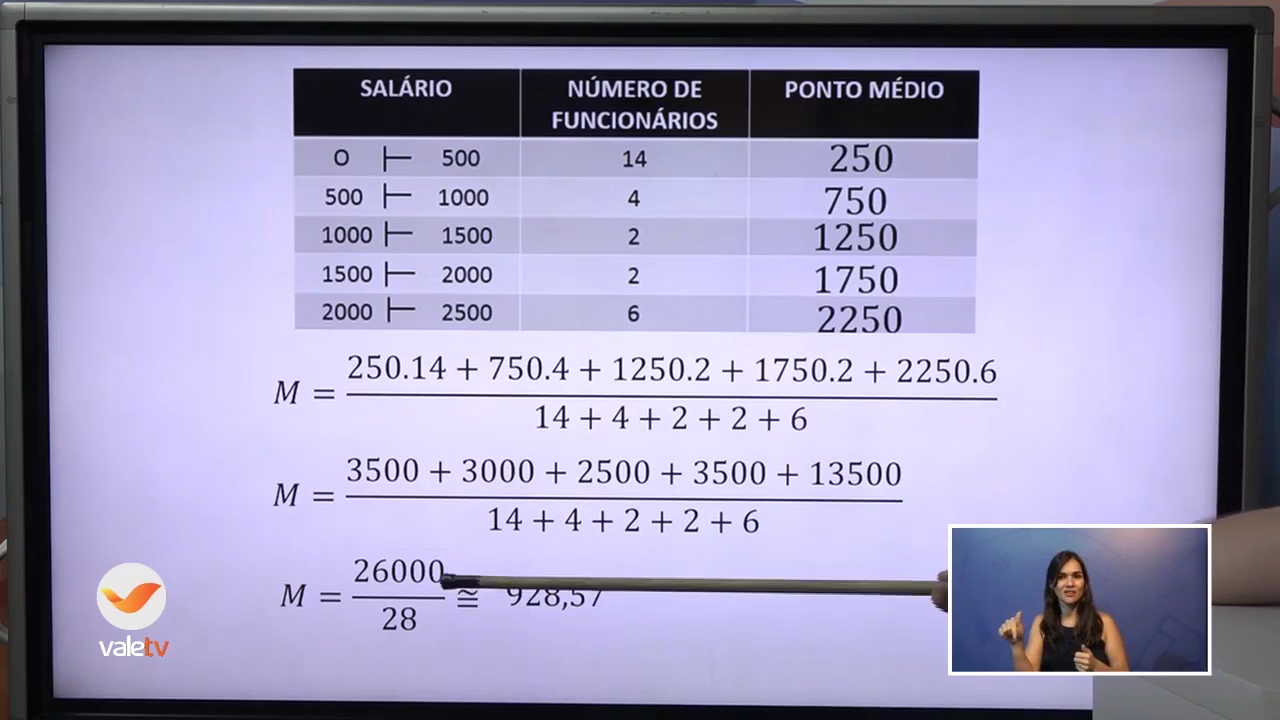 SALÁRIO NÚMERO DE FUNCIONÁRIOS PONTO MÉDIO
0 ⊢ 500 14 250
500 ⊢ 1000 4 750
1000 ⊢ 1500 2 1250
1500 ⊢ 2000 2 1750
2000 ⊢ 2500 6 2250
M = 250.14 + 750.4 + 1250.2 + 1750.2 + 2250.6
14 + 4 + 2 + 2 + 6
M = 3500 + 3000 + 2500 + 3500 + 13500
14 + 4 + 2 + 2 + 6
M = 26000 ≅ 928,57
28
valetv